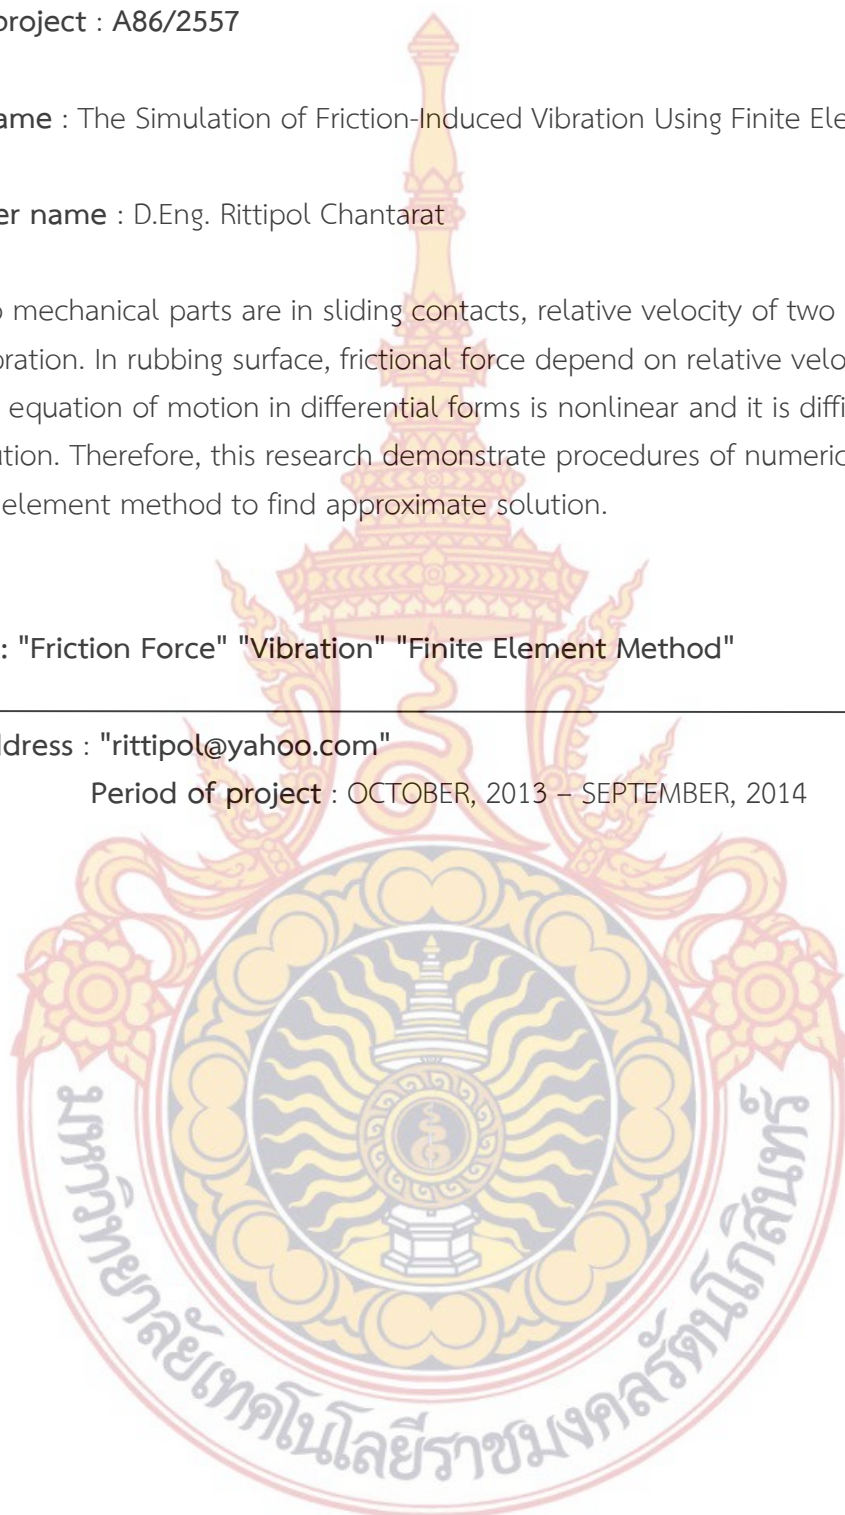 project : A86/2557
ame : The Simulation of Friction-Induced Vibration Using Finite Ele
er name : D.Eng. Rittipol Chantarat
mechanical parts are in sliding contacts, relative velocity of two
bration. In rubbing surface, frictional force depend on relative velo
equation of motion in differential forms is nonlinear and it is diffi
ution. Therefore, this research demonstrate procedures of numeric
element method to find approximate solution.
: "Friction Force" "Vibration" "Finite Element Method"
ddress : "rittipol@yahoo.com"
Period of project : OCTOBER, 2013 – SEPTEMBER, 2014
มหาวิทยาลัยเทคโนโลยีราชมงคลรัตนโกสินทร์